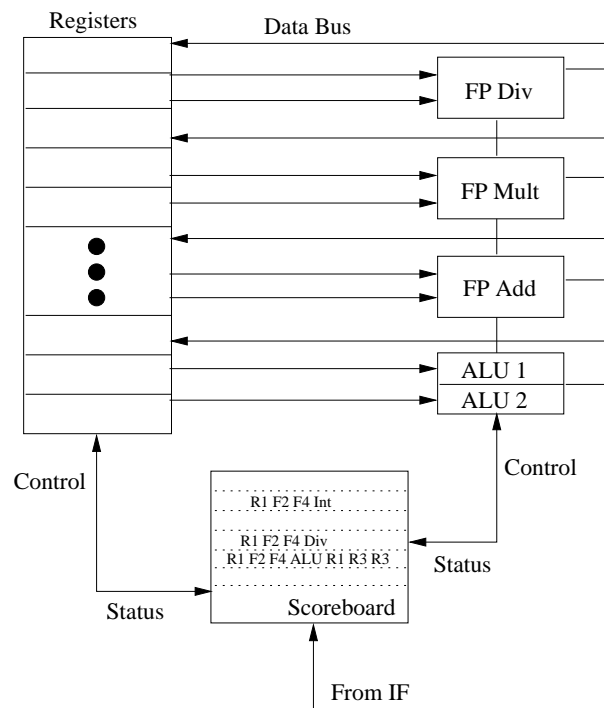 Registers
Data Bus
FP Div
FP Mult
FP Add
ALU 1
ALU 2
Control
Control
R1 F2 F4 Int
R1 F2 F4 Div
R1 F2 F4 ALU R1 R3 R3
Status
Status
Scoreboard
From IF